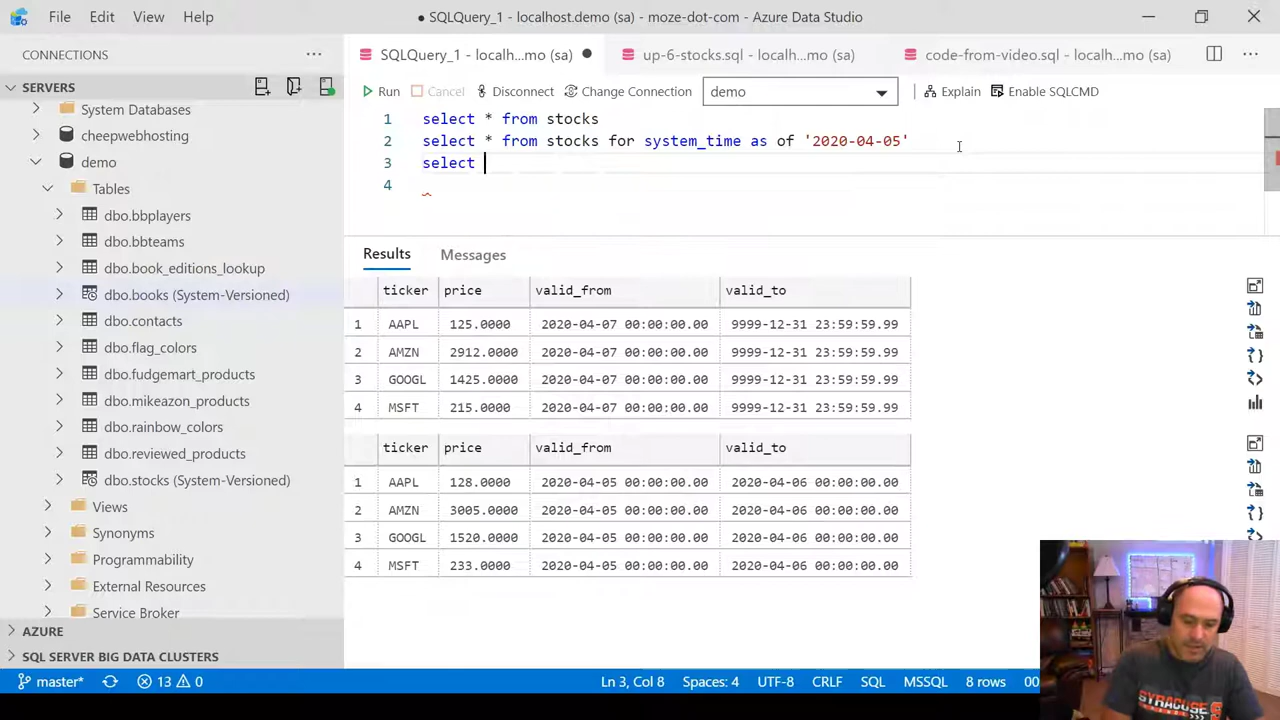 File Edit View Help ● SQLQuery_1 - localhost.demo (sa) - moze-dot-com - Azure Data Studio
CONNECTIONS
SERVERS
System Databases
cheepwebhosting
demo
Tables
dbo.bbplayers
dbo.bbteams
dbo.book_editions_lookup
dbo.books (System-Versioned)
dbo.contacts
dbo.flag_colors
dbo.fudgemart_products
dbo.mikeazon_products
dbo.rainbow_colors
dbo.reviewed_products
dbo.stocks (System-Versioned)
Views
Synonyms
Programmability
External Resources
Service Broker
AZURE
SQL SERVER BIG DATA CLUSTERS
SQLQuery_1 - localh...mo (sa) up-6-stocks.sql - localh...mo (sa) code-from-video.sql - localh...mo (sa)
Run Cancel Disconnect Change Connection demo Explain Enable SQLCMD
1 select * from stocks
2 select * from stocks for system_time as of '2020-04-05'
3 select
4
Results Messages
ticker price valid_from valid_to
1 AAPL 125.0000 2020-04-07 00:00:00.00 9999-12-31 23:59:59.99
2 AMZN 2912.0000 2020-04-07 00:00:00.00 9999-12-31 23:59:59.99
3 GOOGL 1425.0000 2020-04-07 00:00:00.00 9999-12-31 23:59:59.99
4 MSFT 215.0000 2020-04-07 00:00:00.00 9999-12-31 23:59:59.99
ticker price valid_from valid_to
1 AAPL 128.0000 2020-04-05 00:00:00.00 2020-04-06 00:00:00.00
2 AMZN 3005.0000 2020-04-05 00:00:00.00 2020-04-06 00:00:00.00
3 GOOGL 1520.0000 2020-04-05 00:00:00.00 2020-04-06 00:00:00.00
4 MSFT 233.0000 2020-04-05 00:00:00.00 2020-04-06 00:00:00.00
master* 13 0 Ln 3, Col 8 Spaces: 4 UTF-8 CRLF SQL MSSQL 8 rows 00
SYRACUSE